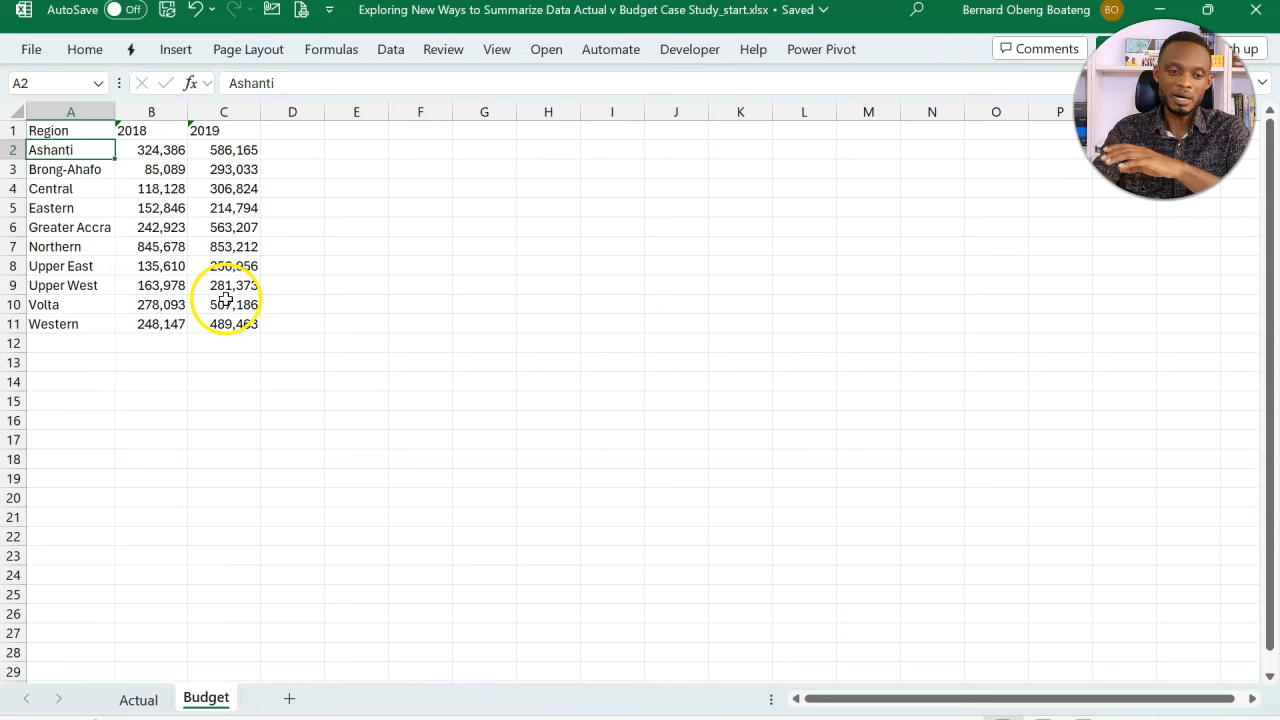 AutoSave Off Exploring New Ways to Summarize Data Actual v Budget Case Study_start.xlsx • Saved Bernard Obeng Boateng BO
File Home Insert Page Layout Formulas Data Review View Open Automate Developer Help Power Pivot Comments h up
A2 fx Ashanti
A B C D E F G H I J K L M N O P
1 Region 2018 2019
2 Ashanti 324,386 586,165
3 Brong-Ahafo 85,089 293,033
4 Central 118,128 306,824
5 Eastern 152,846 214,794
6 Greater Accra 242,923 563,207
7 Northern 845,678 853,212
8 Upper East 135,610
9 Upper West 163,978 281,373
10 Volta 278,093
11 Western 248,147
12
13
14
15
16
17
18
19
20
21
22
23
24
25
26
27
28
29
Actual Budget